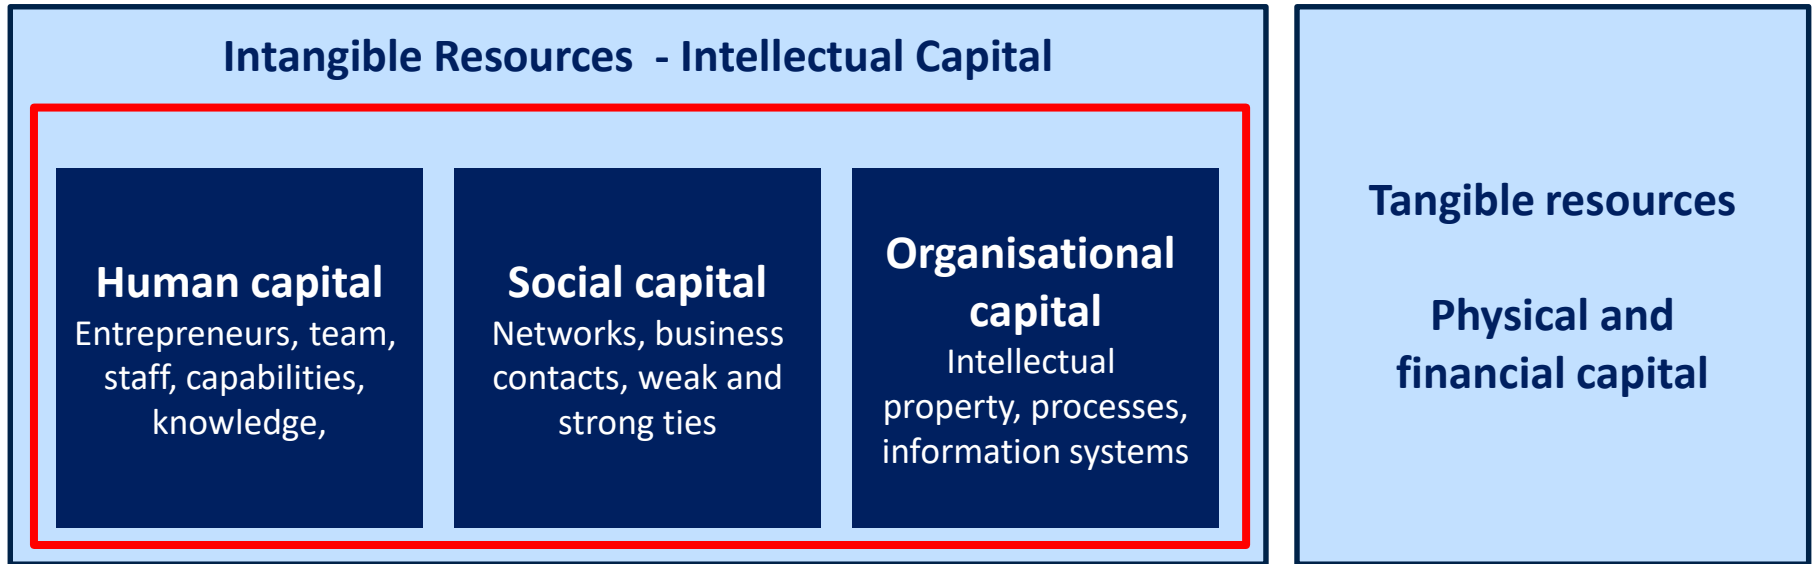 Intangible Resources - Intellectual Capital
Human capital
Entrepreneurs, team,
staff, capabilities,
knowledge,
Social capital
Networks, business
contacts, weak and
strong ties
Organisational
capital
Intellectual
property, processes,
information systems
Tangible resources
Physical and
financial capital